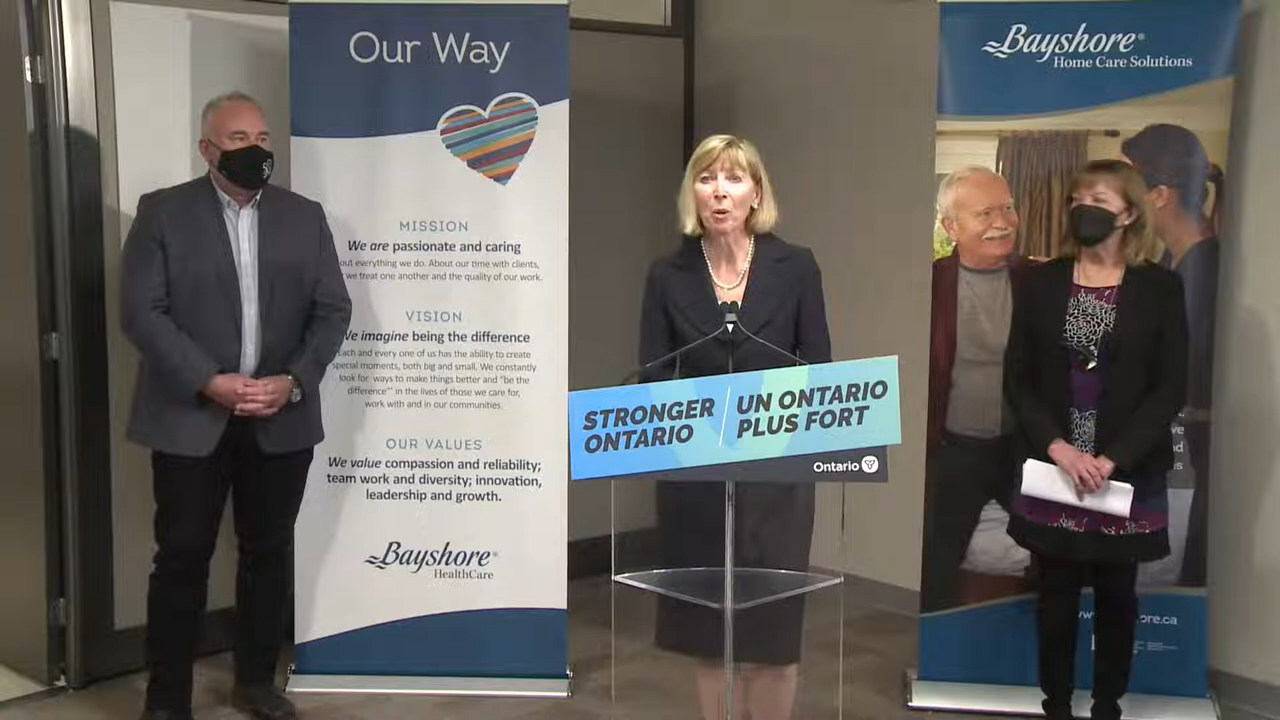 Our Way
MISSION
We are passionate and caring
out everything we do. About our time with clients,
we treat one another and the quality of our work.
VISION
We imagine being the difference
Each and every one of us has the ability to create
special moments, both big and small. We constantly
look for ways to make things better and "be the
difference" in the lives of those we care for,
work with and in our communities.
OUR VALUES
We value compassion and reliability;
team work and diversity; innovation,
leadership and growth.
Bayshore®
HealthCare
STRONGER
ONTARIO
UN ONTARIO
PLUS FORT
Ontario
Bayshore®
Home Care Solutions